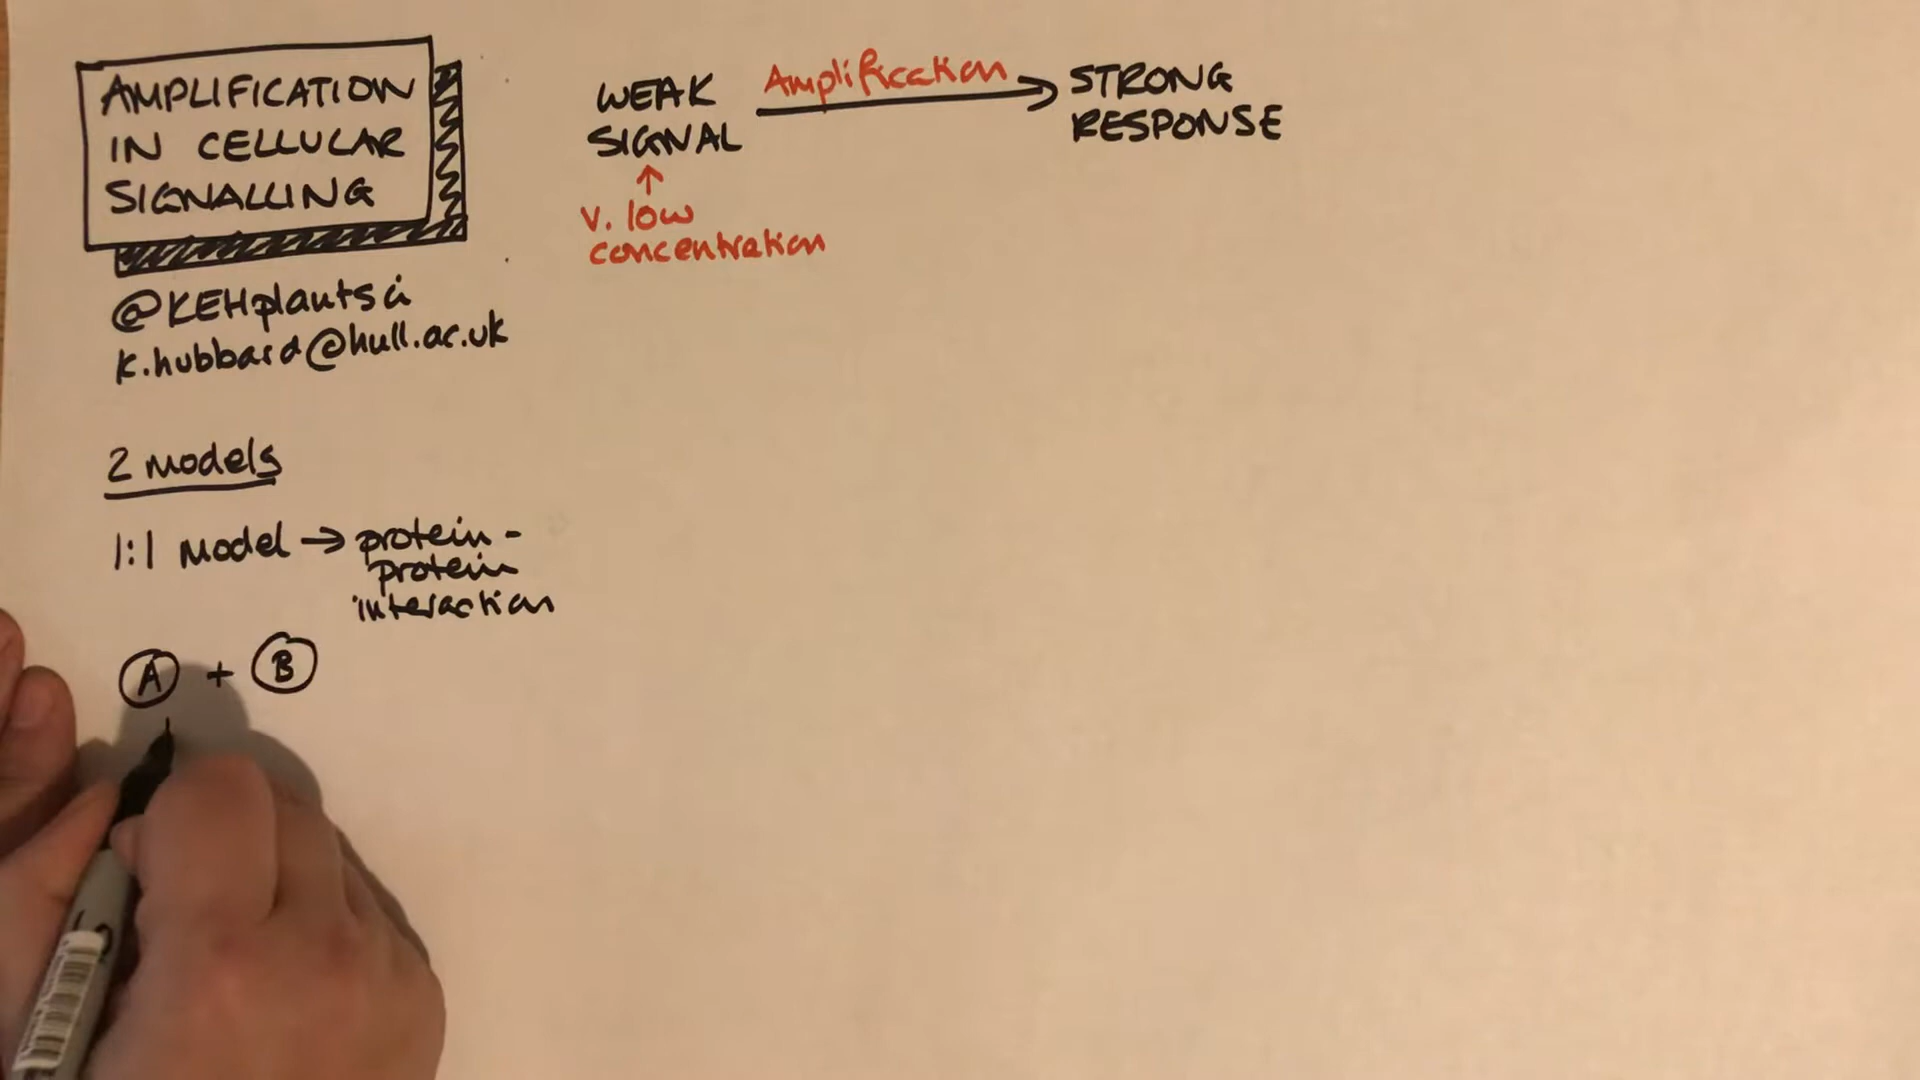 AMPLIFICATION
IN CELLULAR
SIGNALLING
@KEHplantsci
k.hubbard@hull.ac.uk
WEAK
SIGNAL
Amplification
STRONG
RESPONSE
↑
V. low
concentration
2 models
1:1 model → protein -
protein
interaction
A + B